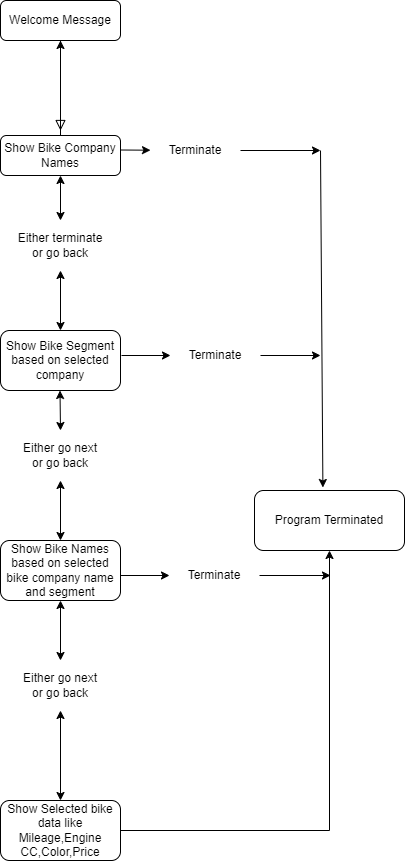 Welcome Message
Show Bike Company
Names
Terminate
Either terminate
or go back
Show Bike Segment
based on selected
company
Terminate
Either go next
or go back
Program Terminated
Show Bike Names
based on selected
bike company name
and segment
Terminate
Either go next
or go back
Show Selected bike
data like
Mileage,Engine
CC,Color,Price